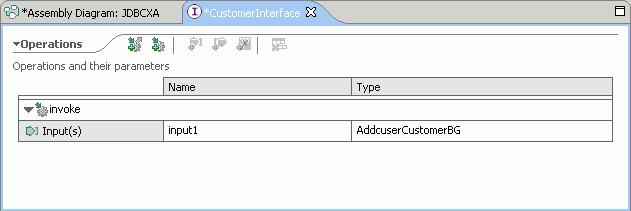 *Assembly Diagram: JDBCXA *CustomerInterface
Operations
Operations and their parameters
Name Type
invoke
Input(s) input1 AddcuserCustomerBG